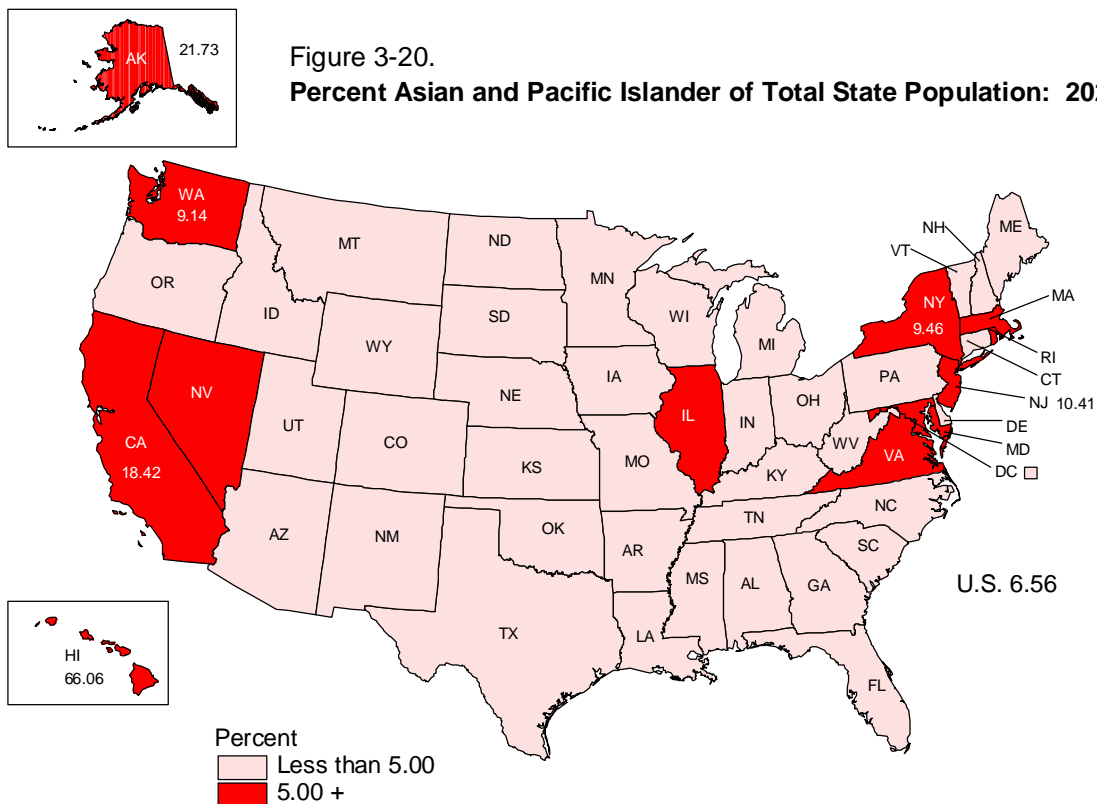 AK
21.73
Figure 3-20.
Percent Asian and Pacific Islander of Total State Population:
WA
9.14
MT
ND
MN
ME
NH
VT
OR
ID
SD
WI
NY
9.46
MA
WY
MI
RI
CT
NJ 10.41
IA
PA
NE
NV
OH
DE
UT
IL
IN
MD
CO
WV
VA
DC
CA
18.42
KS
MO
KY
NC
TN
AZ
NM
OK
AR
SC
MS
AL
GA
U.S. 6.56
TX
LA
FL
HI
66.06
Percent
Less than 5.00
5.00 +